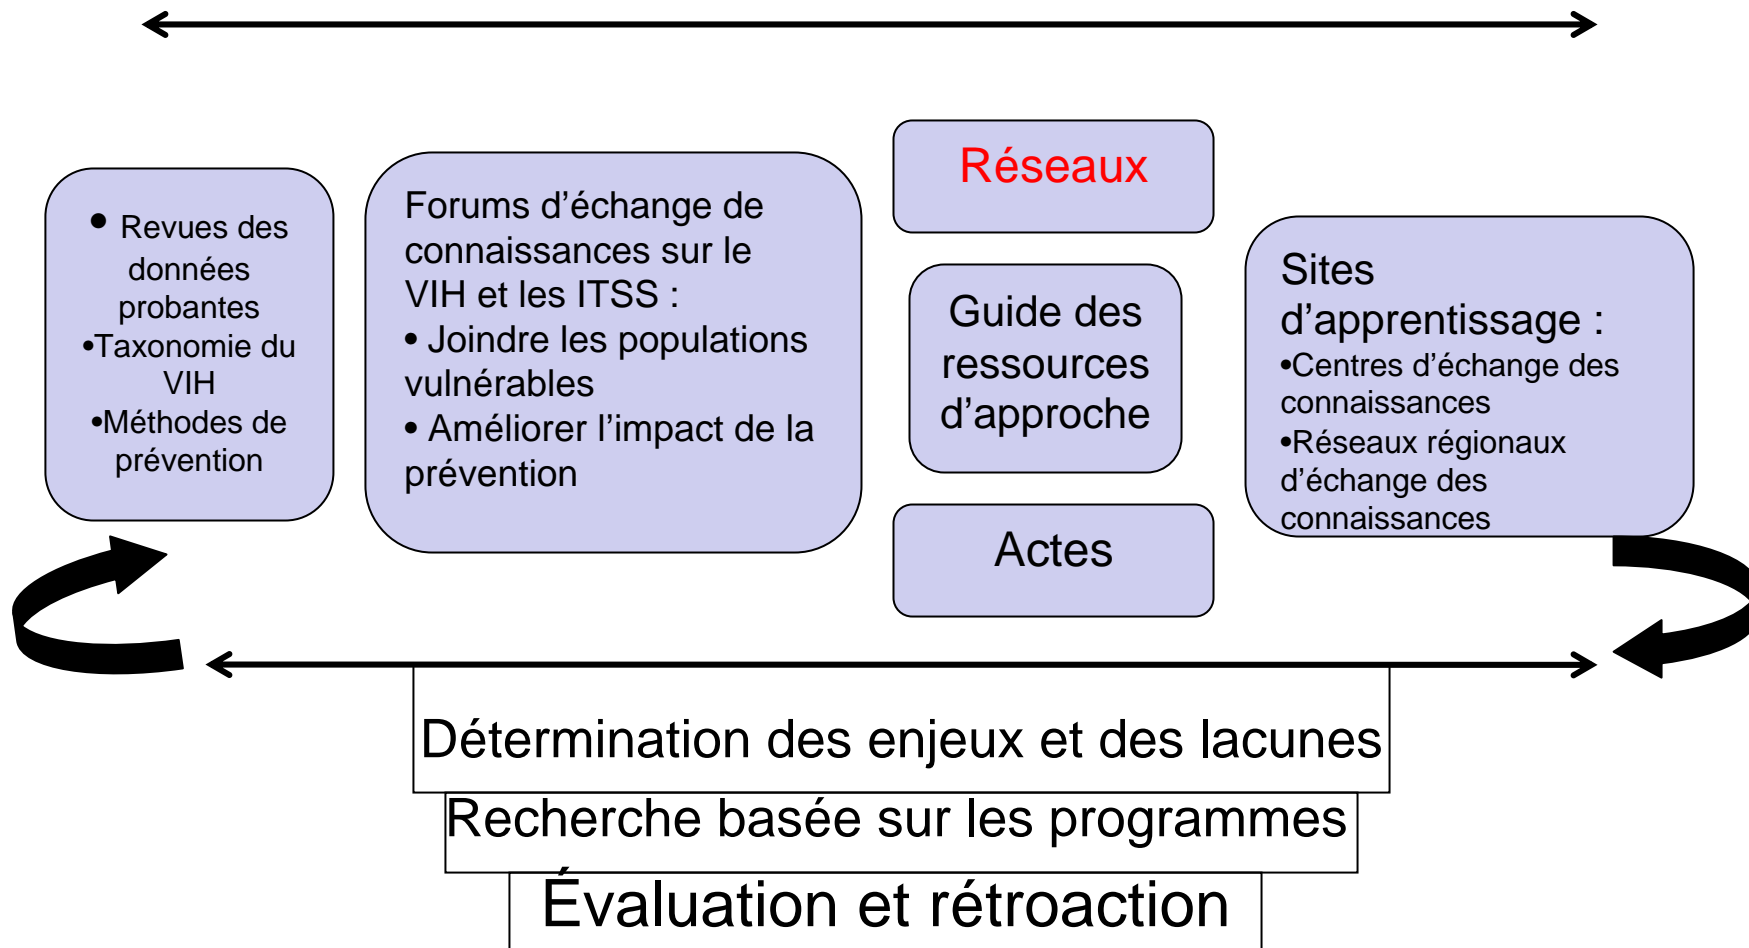 • Revues des
données
probantes
•Taxonomie du
VIH
•Méthodes de
prévention
Forums d’échange de
connaissances sur le
VIH et les ITSS :
• Joindre les populations
vulnérables
• Améliorer l’impact de la
prévention
Réseaux
Guide des
ressources
d’approche
Actes
Sites
d’apprentissage :
•Centres d’échange des
connaissances
•Réseaux régionaux
d’échange des
connaissances
Détermination des enjeux et des lacunes
Recherche basée sur les programmes
Évaluation et rétroaction